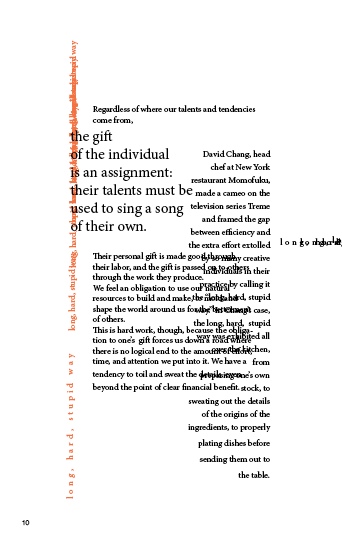 long, hard, stupid way
long, hard, stupid way
Regardless of where our talents and tendencies
come from,
the gift
of the individual
is an assignment:
their talents must be
used to sing a song
of their own.
Their personal gift is made good through
their labor, and the gift is passed on to others
through the work they produce.
We feel an obligation to use our natural
resources to build and make, to
shape the world around us for the betterment
of others.
This is hard work, though, because the obliga-
tion to one's gift forces us down a road where
there is no logical end to the amount of effort,
time, and attention we put into it. We have a
tendency to toil and sweat the details even
beyond the point of clear financial benefit.
David Chang, head
chef at New York
restaurant Momofuku,
made a cameo on the
television series Treme
and framed the gap
between efficiency and
the extra effort extolled
by so many creative
individuals in their
practice by calling it
the "long, hard, stupid
way." In Chang's case,
the long, hard, stupid
way was exhibited all
over the kitchen,
from
preparing one's own
stock, to
sweating out the details
of the origins of the
ingredients, to properly
plating dishes before
sending them out to
the table.
long
10